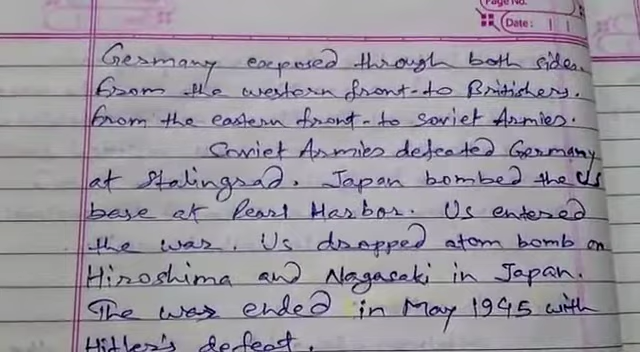 Page No.
Date:
Germany exposed through both sides.
from the western front-to Britishers.
from the eastern front-to Soviet Armies.
Soviet Armies defeated Germany
at Stalingrad. Japan bombed the US
base at Pearl Harbor. Us entered
the war. Us dropped atom bomb on
Hiroshima and Nagasaki in Japan.
The war ended in May 1945 with
Hitler's defeat.